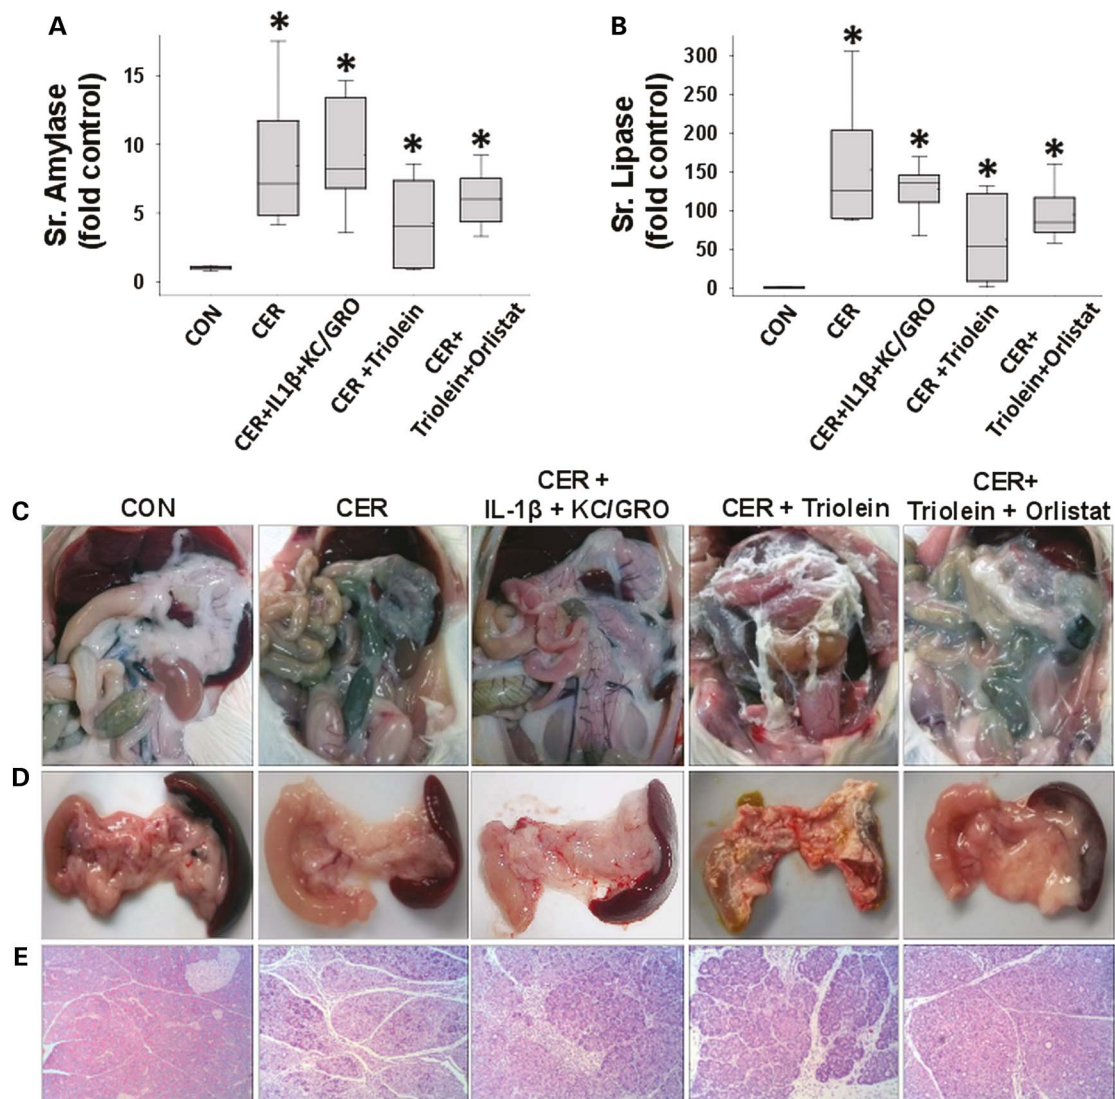 A
Sr. Amylase
(fold control)
15
10
5
0
*
*
*
*
CON
CER
CER+IL1β+KC/GRO
CER +Triolein
CER+
Triolein+Orlistat
B
Sr. Lipase
(fold control)
300
250
200
150
100
50
0
*
*
*
*
CON
CER
CER+IL1β+KC/GRO
CER +Triolein
CER+
Triolein+Orlistat
C
CON
CER
CER +
IL-1β + KC/GRO
CER + Triolein
CER+
Triolein + Orlistat
D
E